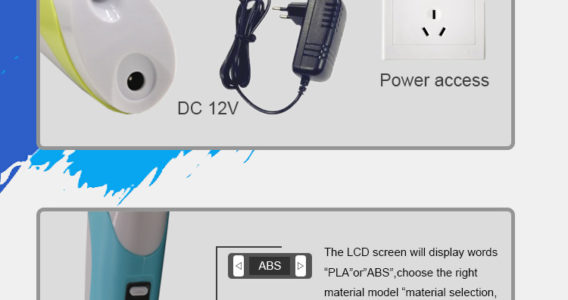 Power access
DC 12V
ABS
The LCD screen will display words
"PLA"or"ABS",choose the right
material model "material selection,